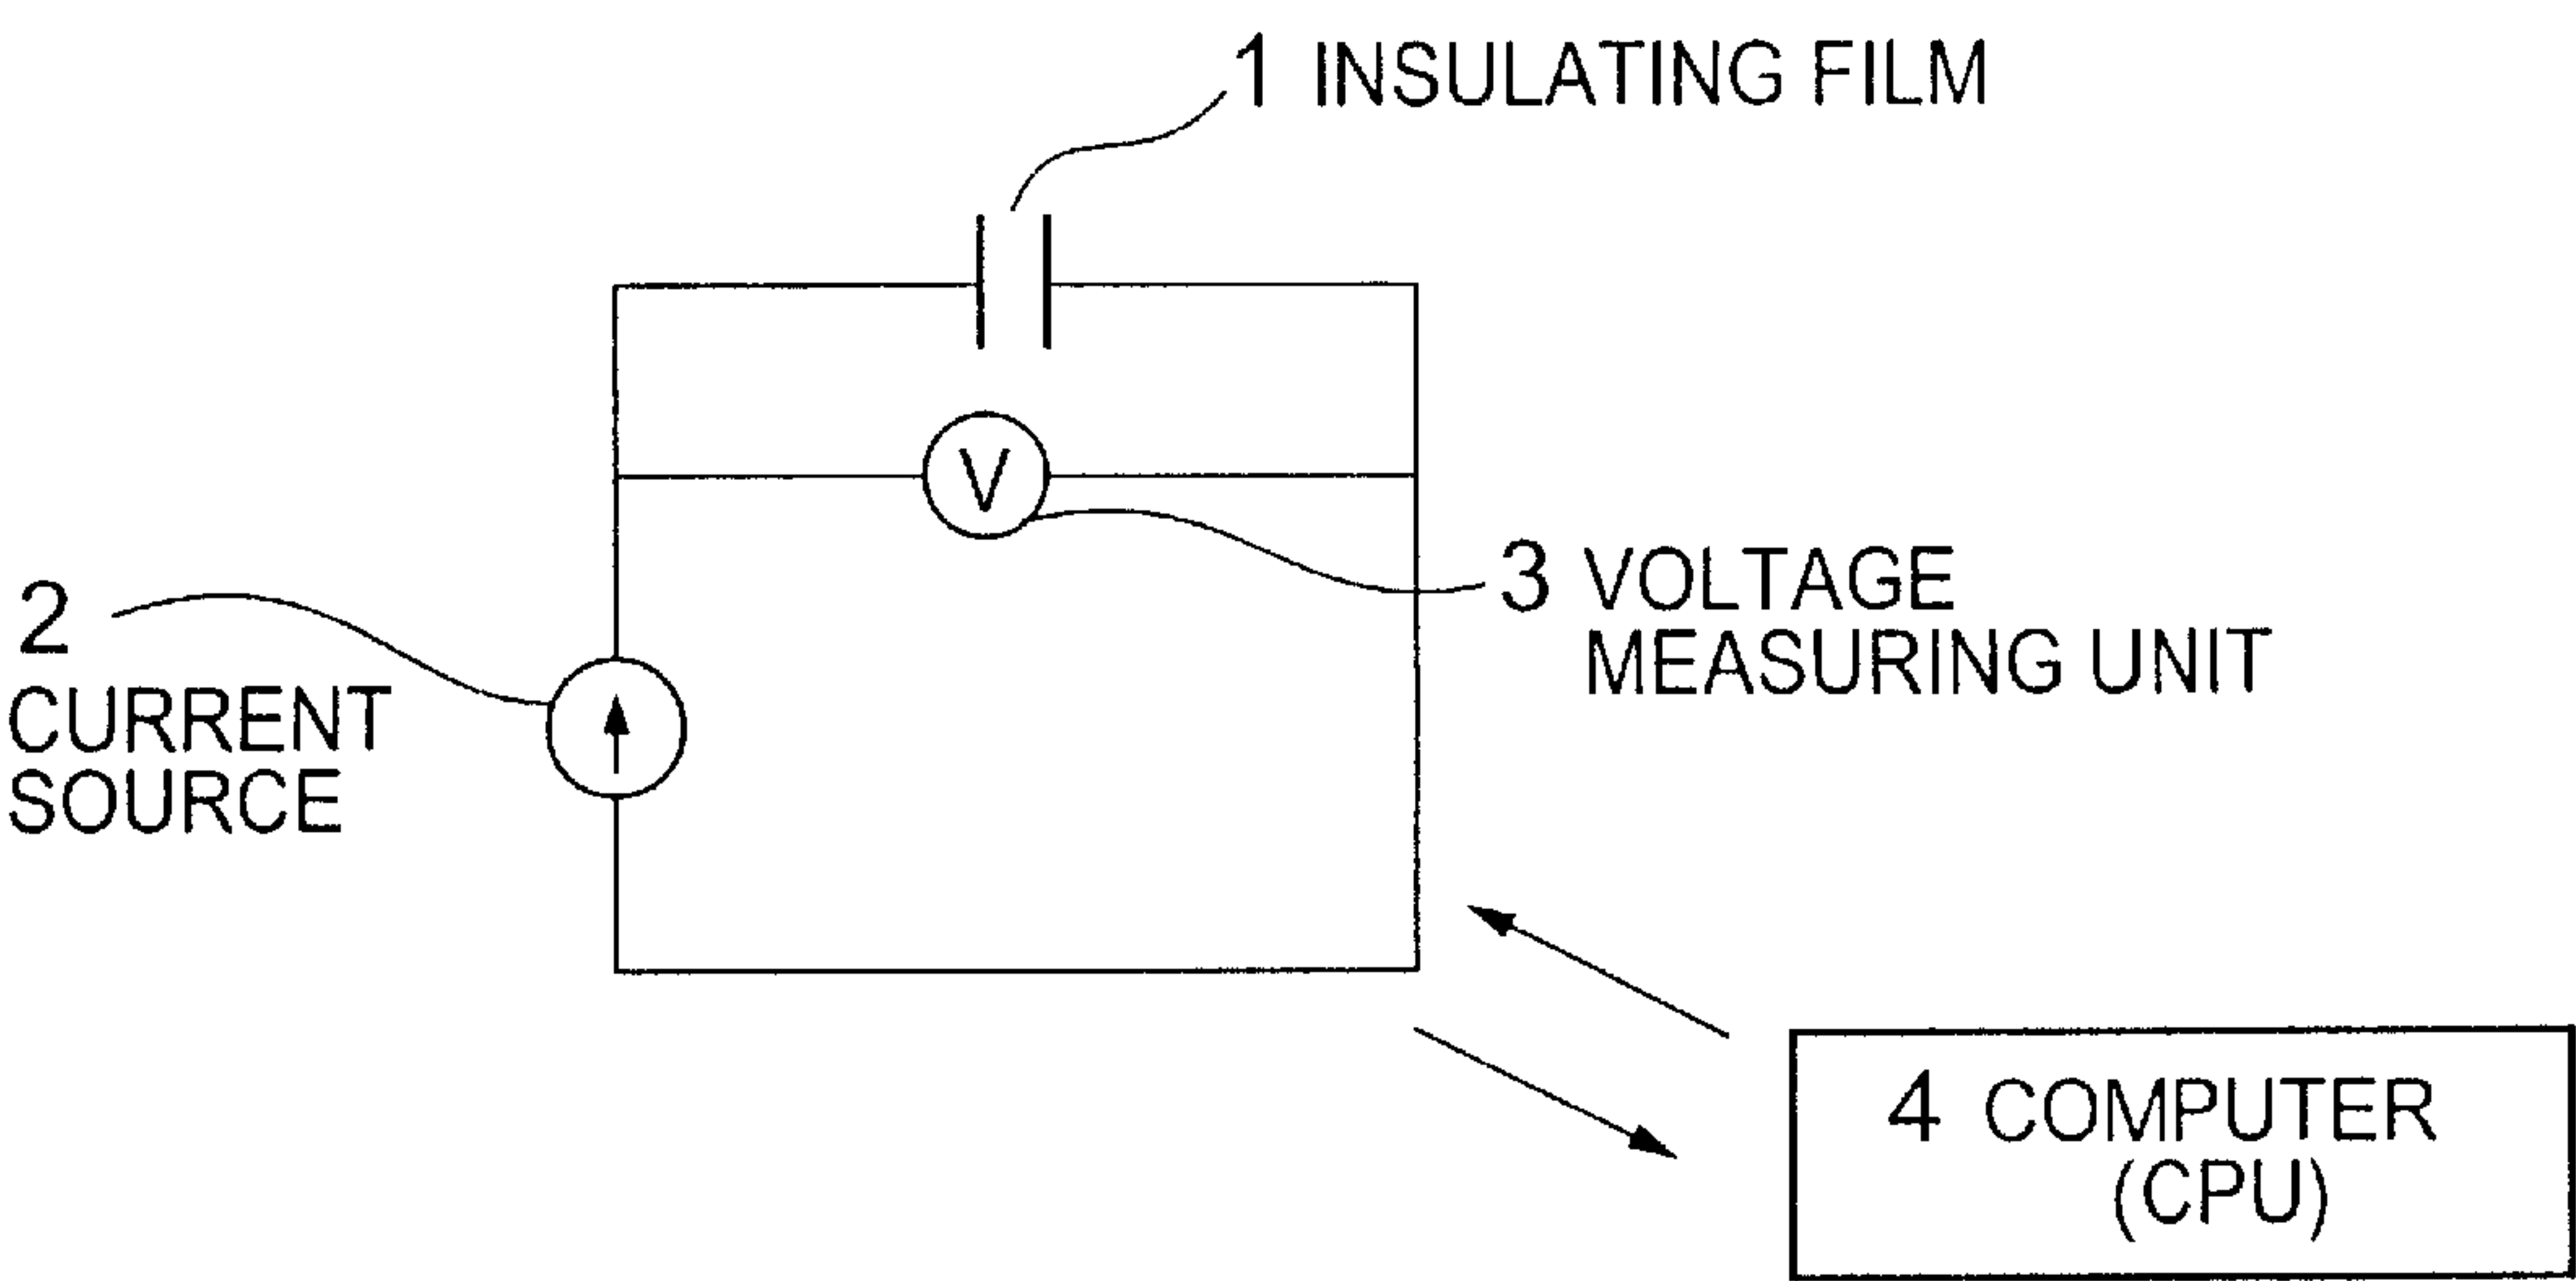 1 INSULATING FILM
V
3 VOLTAGE
MEASURING UNIT
2
CURRENT
SOURCE
4 COMPUTER
(CPU)